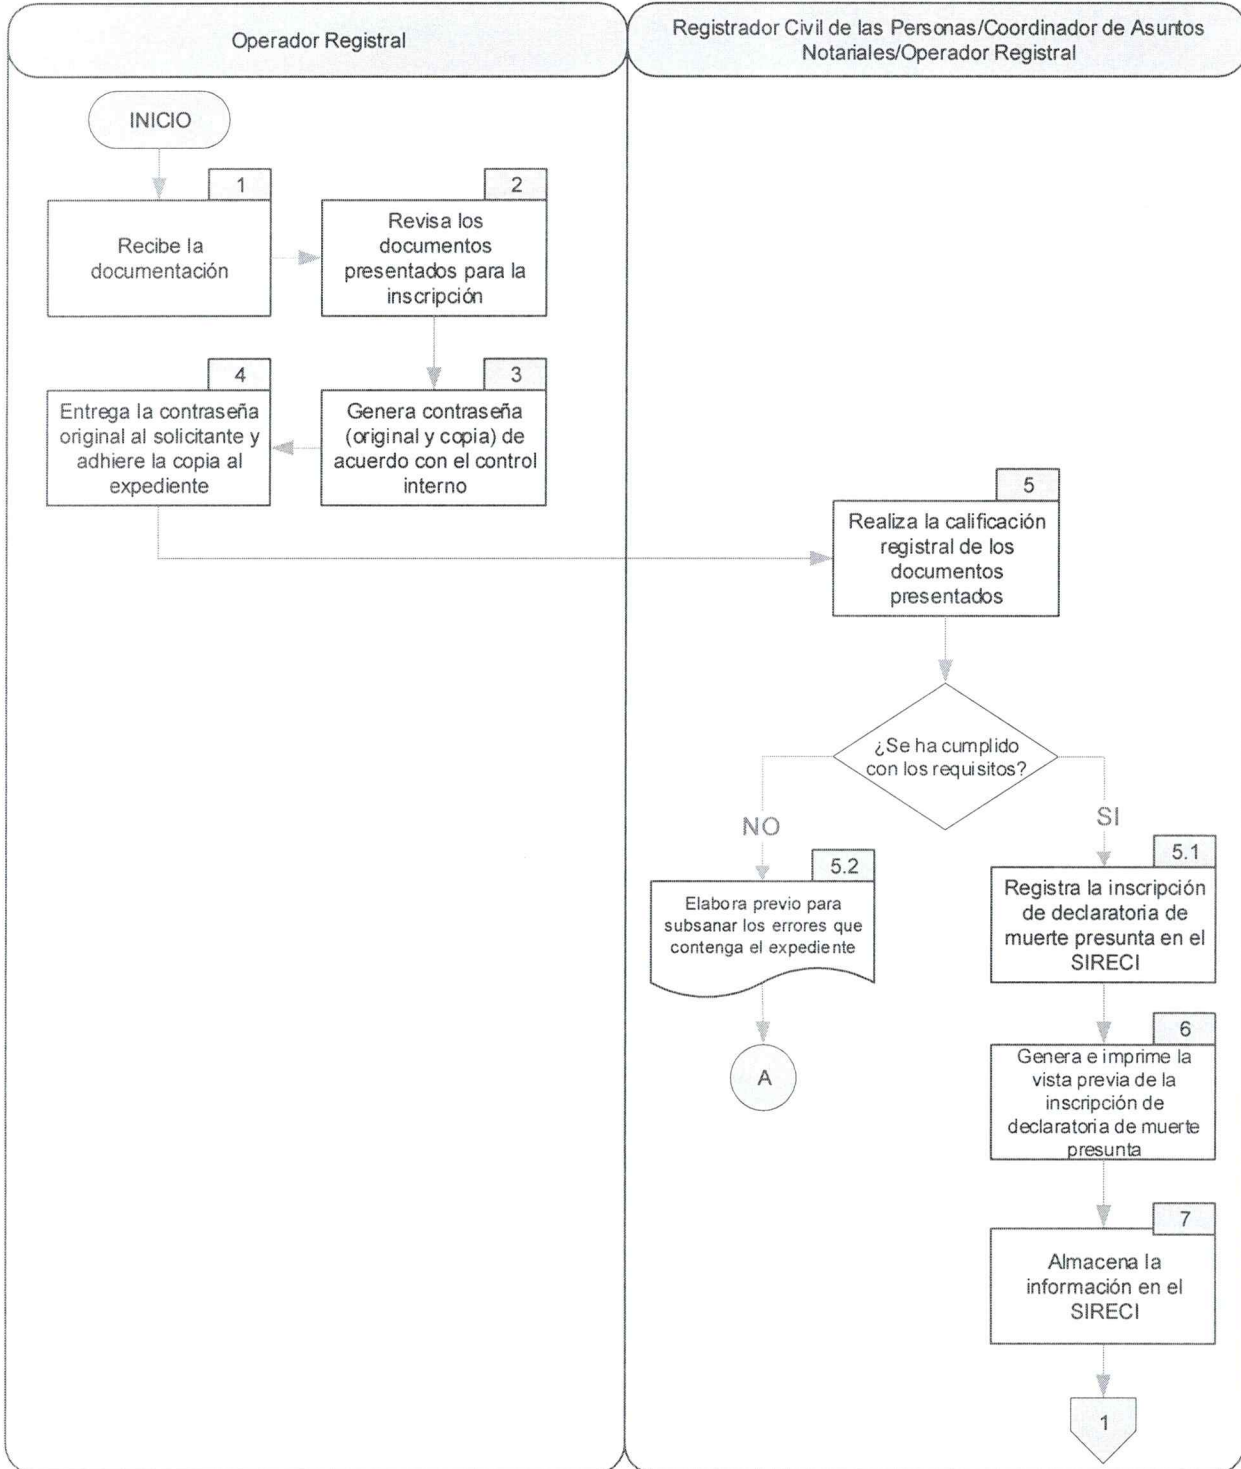 Operador Registral
Registrador Civil de las Personas/Coordinador de Asuntos
Notariales/Operador Registral
INICIO
1
Recibe la
documentación
2
Revisa los
documentos
presentados para la
inscripción
3
Genera contraseña
(original y copia) de
acuerdo con el control
interno
4
Entrega la contraseña
original al solicitante y
adhiere la copia al
expediente
5
Realiza la calificación
registral de los
documentos
presentados
¿Se ha cumplido
con los requisitos?
NO
SI
5.2
Elabora previo para
subsanar los errores que
contenga el expediente
A
5.1
Registra la inscripción
de declaratoria de
muerte presunta en el
SIRECI
6
Genera e imprime la
vista previa de la
inscripción de
declaratoria de muerte
presunta
7
Almacena la
información en el
SIRECI
1